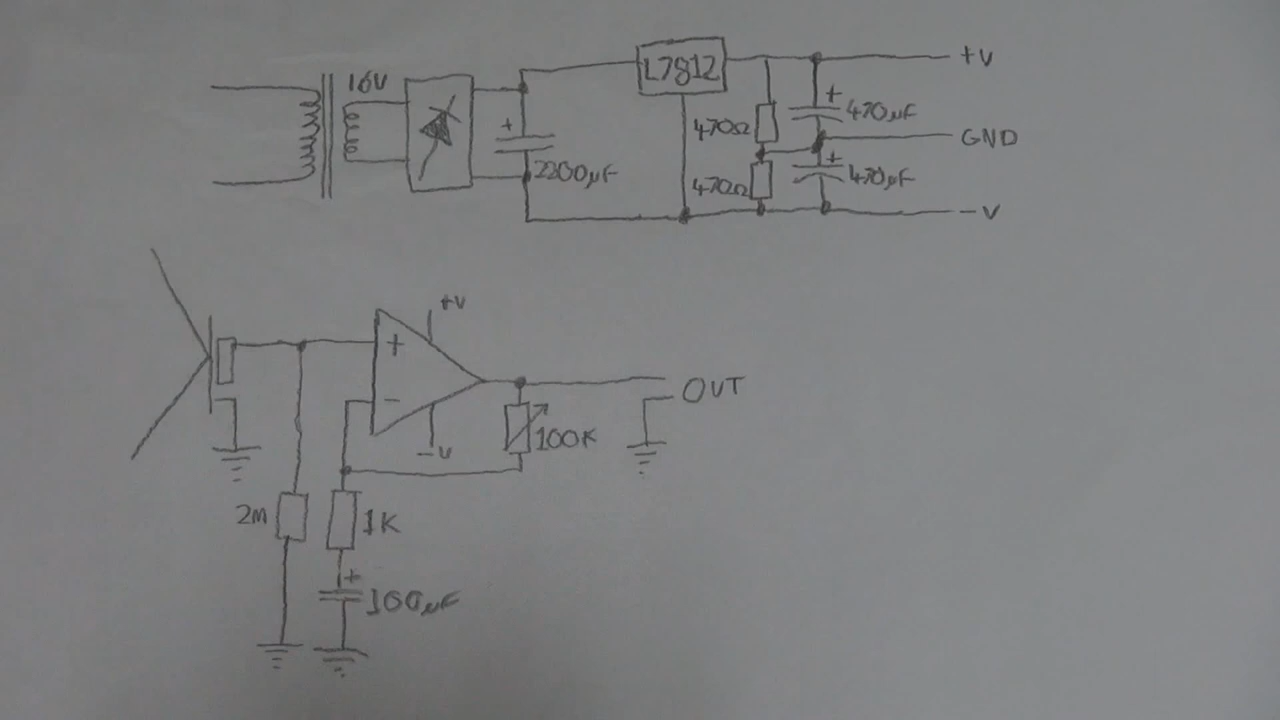 16V
L7812
+V
470Ω
+
470µF
GND
+
2200µF
470Ω
+
470µF
-V
+V
+
-
OUT
100K
-V
2M
1K
+
100µF